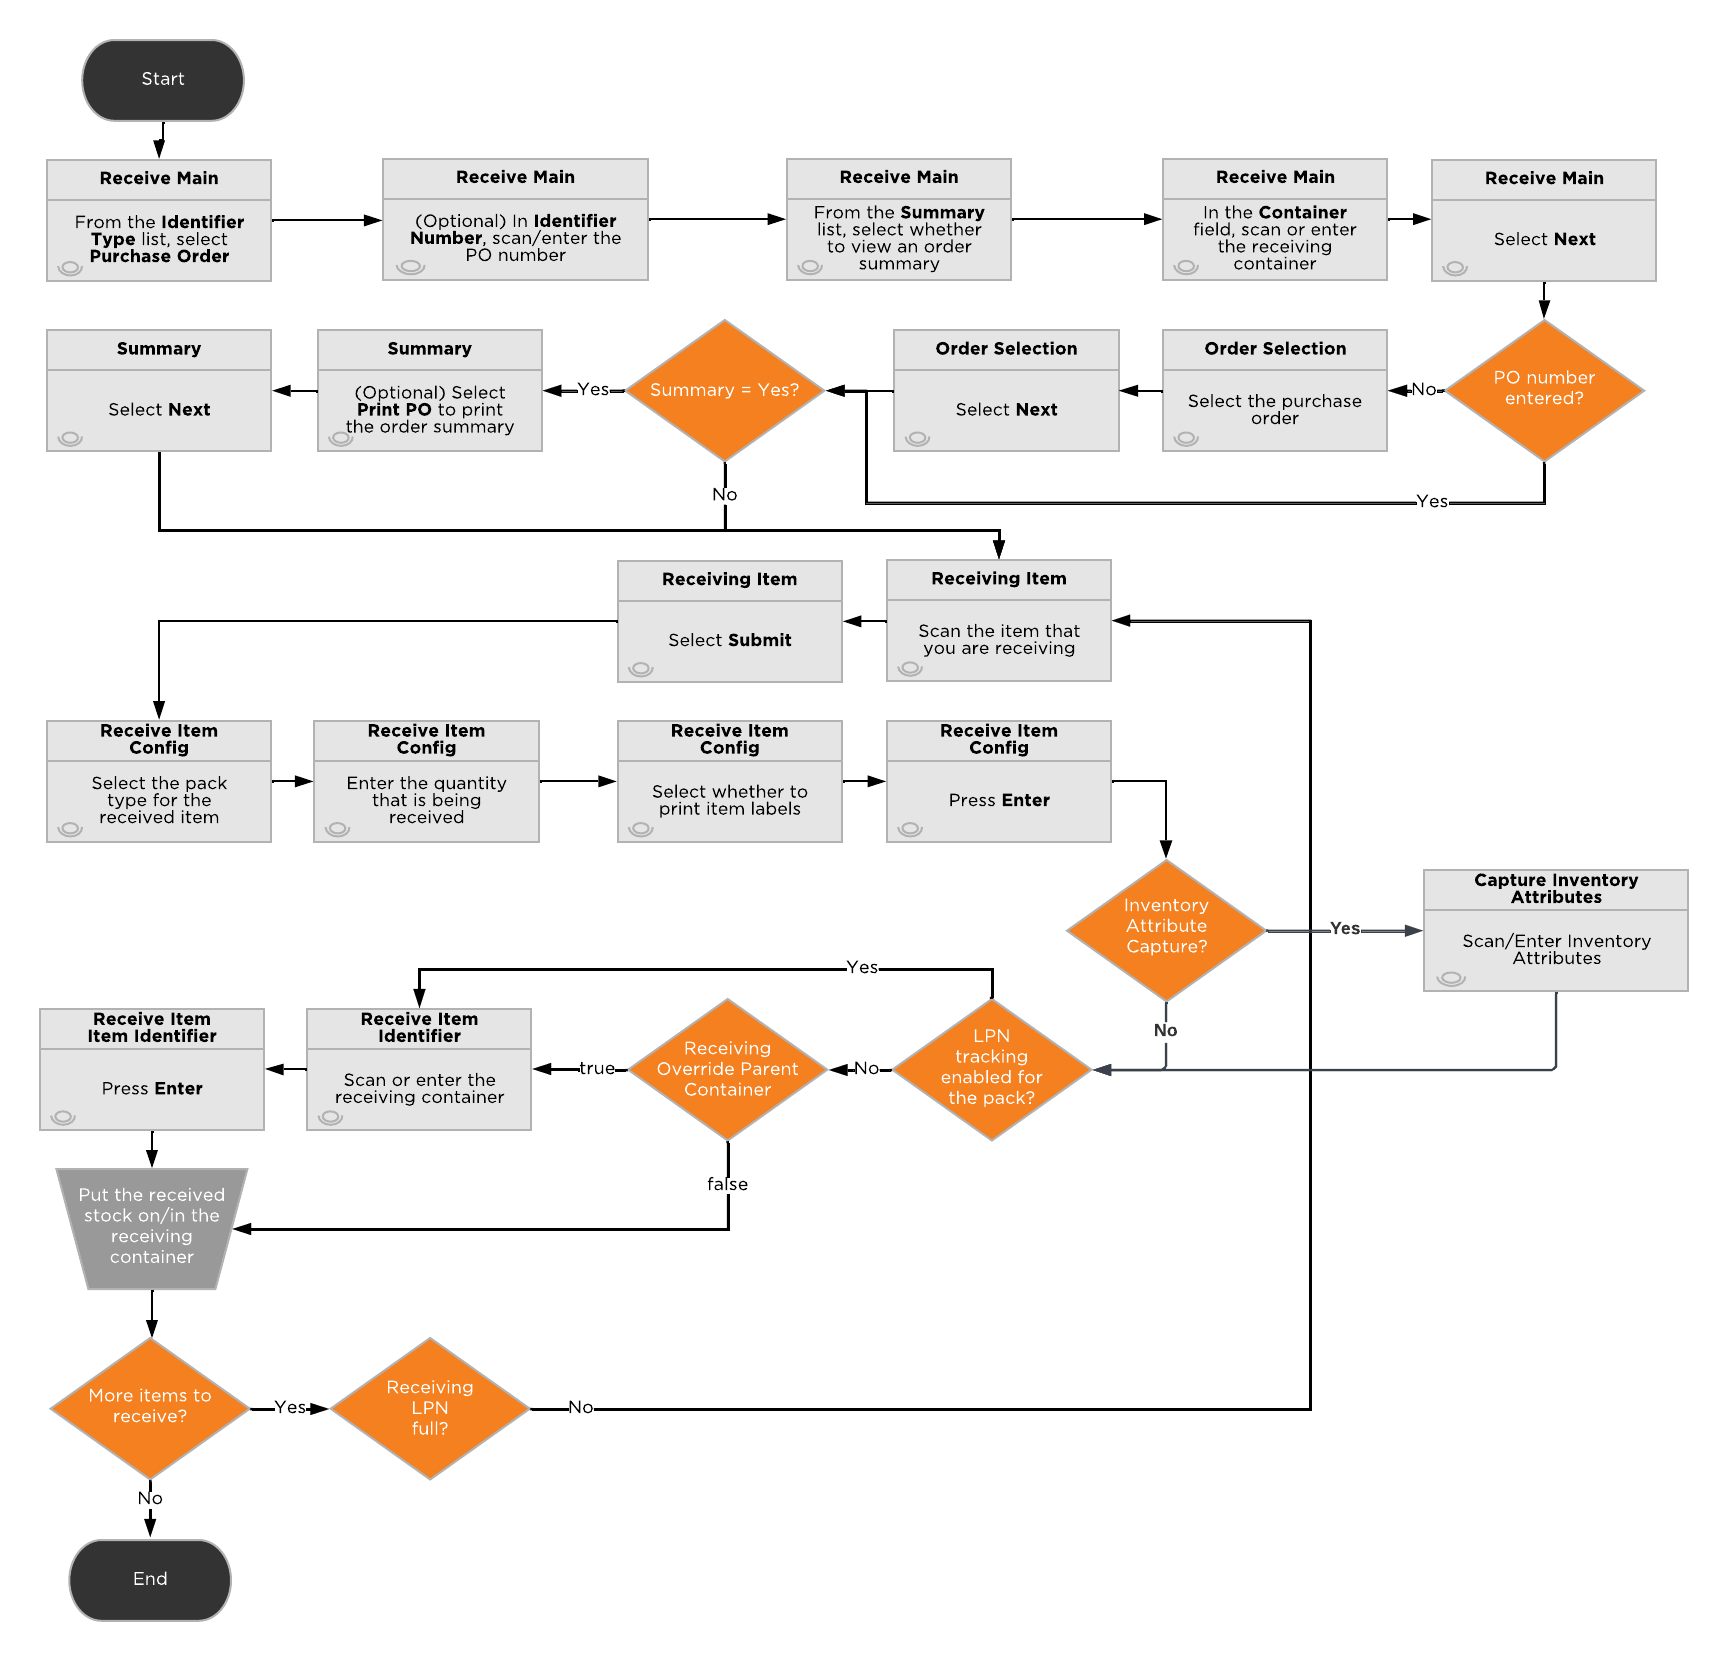 Start
Receive Main
From the Identifier
Type list, select
Purchase Order
Receive Main
(Optional) In Identifier
Number, scan/enter the
PO number
Receive Main
From the Summary
list, select whether
to view an order
summary
Receive Main
In the Container
field, scan or enter
the receiving
container
Receive Main
Select Next
PO number
entered?
No
Yes
Order Selection
Select the purchase
order
Order Selection
Select Next
Summary = Yes?
Yes
No
Summary
(Optional) Select
Print PO to print
the order summary
Summary
Select Next
Receiving Item
Scan the item that
you are receiving
Receiving Item
Select Submit
Receive Item
Config
Select the pack
type for the
received item
Receive Item
Config
Enter the quantity
that is being
received
Receive Item
Config
Select whether to
print item labels
Receive Item
Config
Press Enter
Inventory
Attribute
Capture?
Yes
No
Capture Inventory
Attributes
Scan/Enter Inventory
Attributes
LPN
tracking
enabled for
the pack?
Yes
No
Receiving
Override Parent
Container
true
false
Receive Item
Identifier
Scan or enter the
receiving container
Receive Item
Item Identifier
Press Enter
Put the received
stock on/in the
receiving
container
More items to
receive?
Yes
No
Receiving
LPN
full?
No
End